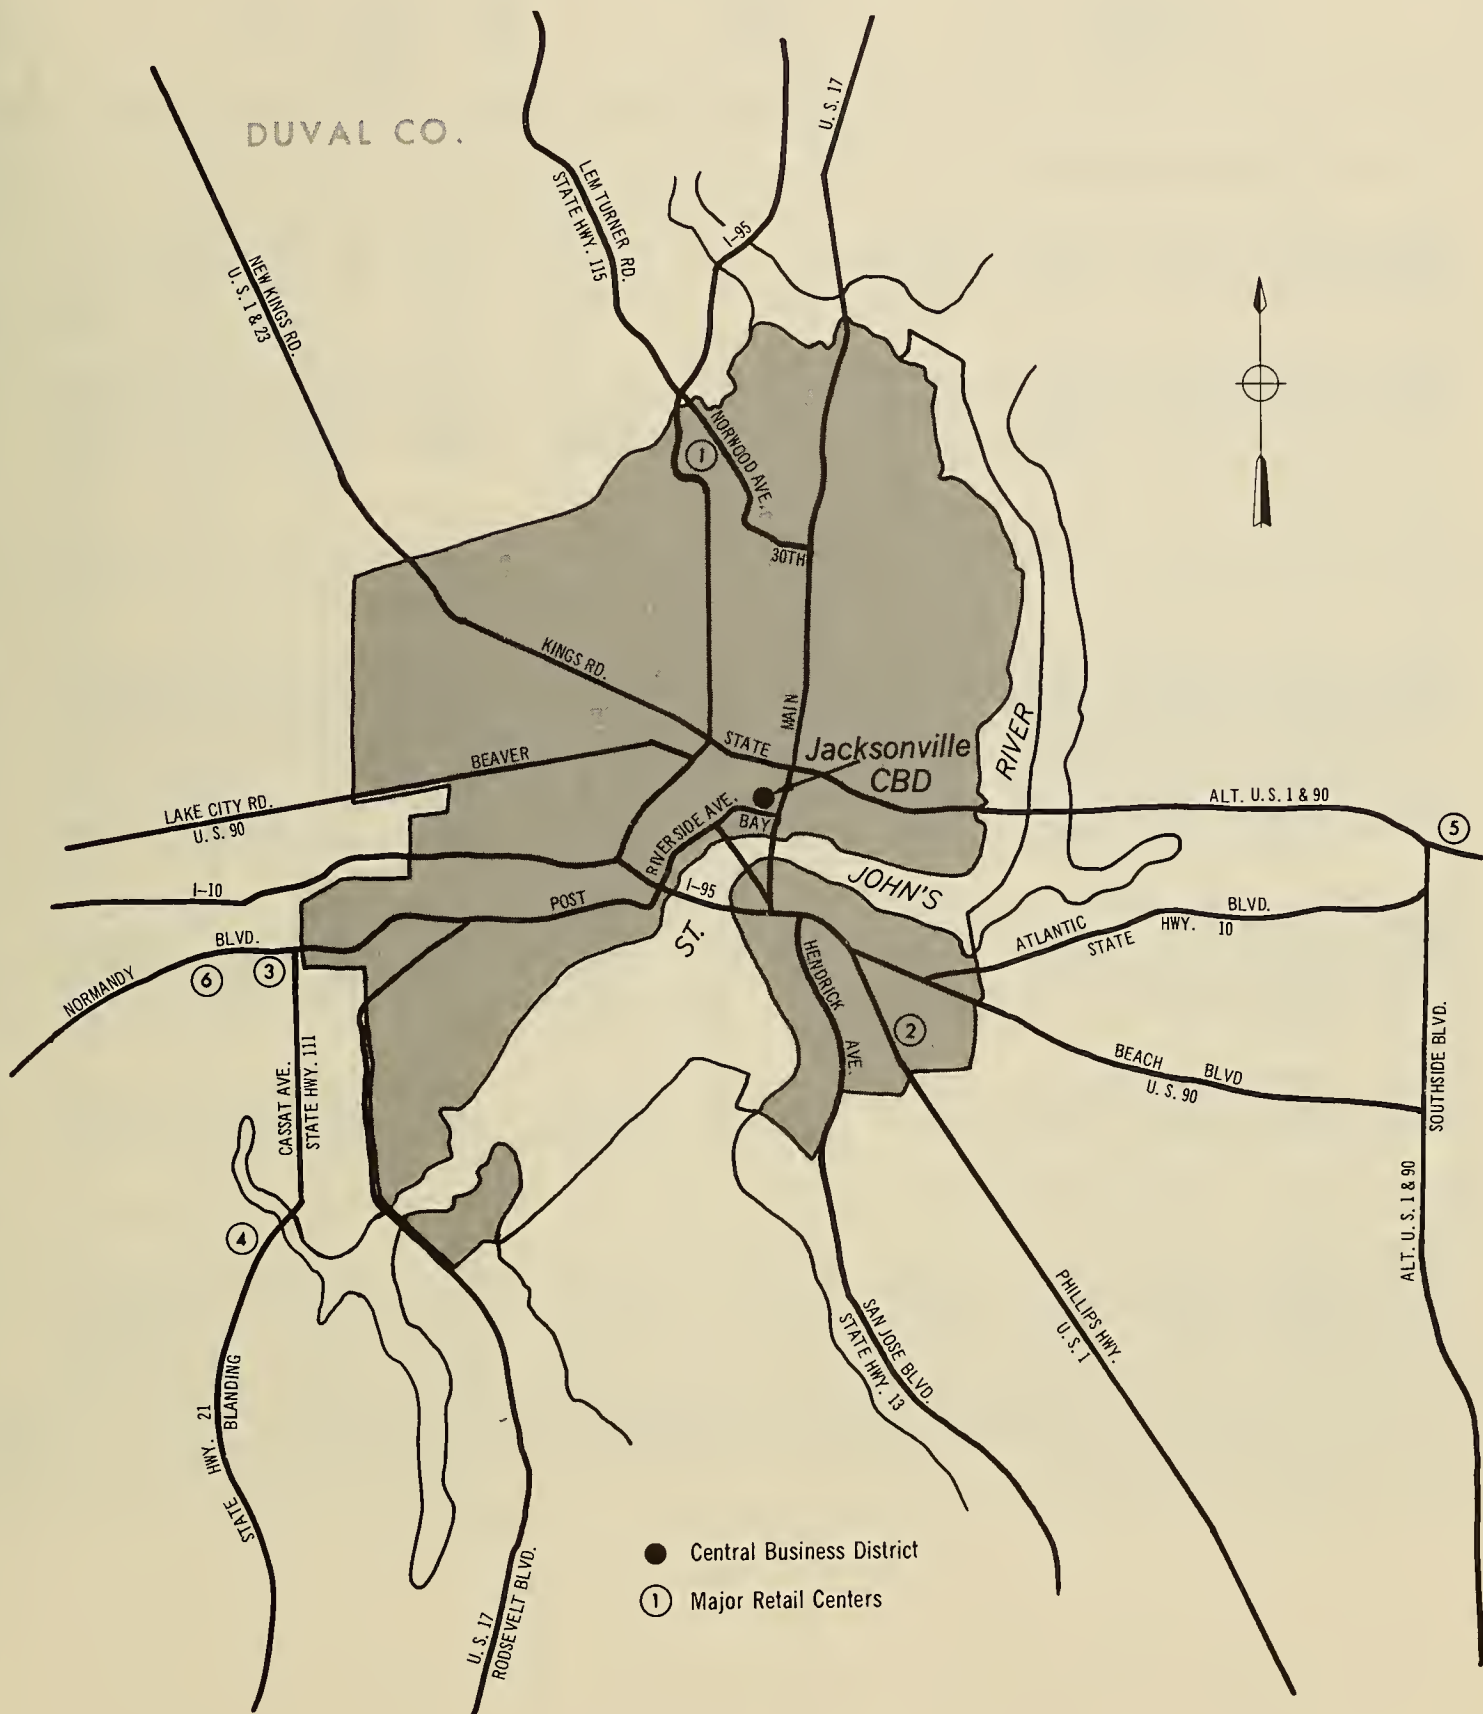 DUVAL CO.
U. S. 17
LEM TURNER RD.
STATE HWY. 115
I-95
NEW KINGS RD.
U. S. 1 & 23
NORWOOD AVE.
1
30TH
KINGS RD.
MAIN
RIVER
STATE
Jacksonville
CBD
BEAVER
LAKE CITY RD.
U. S. 90
RIVERSIDE AVE.
BAY
ALT. U.S. 1 & 90
5
I-10
POST
I-95
JOHN'S
ST.
ATLANTIC BLVD.
STATE HWY. 10
BLVD.
NORMANDY
6
3
HENDRICK
AVE.
2
BEACH BLVD
U. S. 90
SOUTHSIDE BLVD.
CASSAT AVE.
STATE HWY. 111
4
ALT. U. S. 1 & 90
PHILLIPS HWY.
U. S. 1
SAN JOSE BLVD.
STATE HWY. 13
BLANDING
STATE HWY. 21
U. S. 17
RODSEVELT BLVD.
Central Business District
1 Major Retail Centers